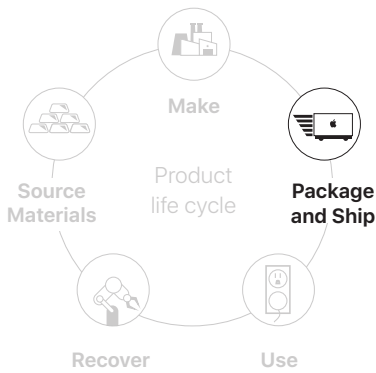 Make
Product
life cycle
Source
Materials
Package
and Ship
Recover
Use